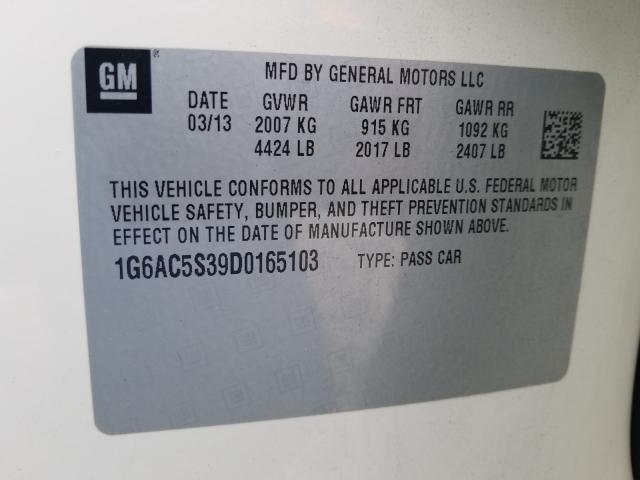 GM
MFD BY GENERAL MOTORS LLC
DATE GVWR GAWR FRT GAWR RR
03/13 2007 KG 915 KG 1092 KG
4424 LB 2017 LB 2407 LB
THIS VEHICLE CONFORMS TO ALL APPLICABLE U.S. FEDERAL MOTOR
VEHICLE SAFETY, BUMPER, AND THEFT PREVENTION STANDARDS IN
EFFECT ON THE DATE OF MANUFACTURE SHOWN ABOVE.
1G6AC5S39D0165103 TYPE: PASS CAR